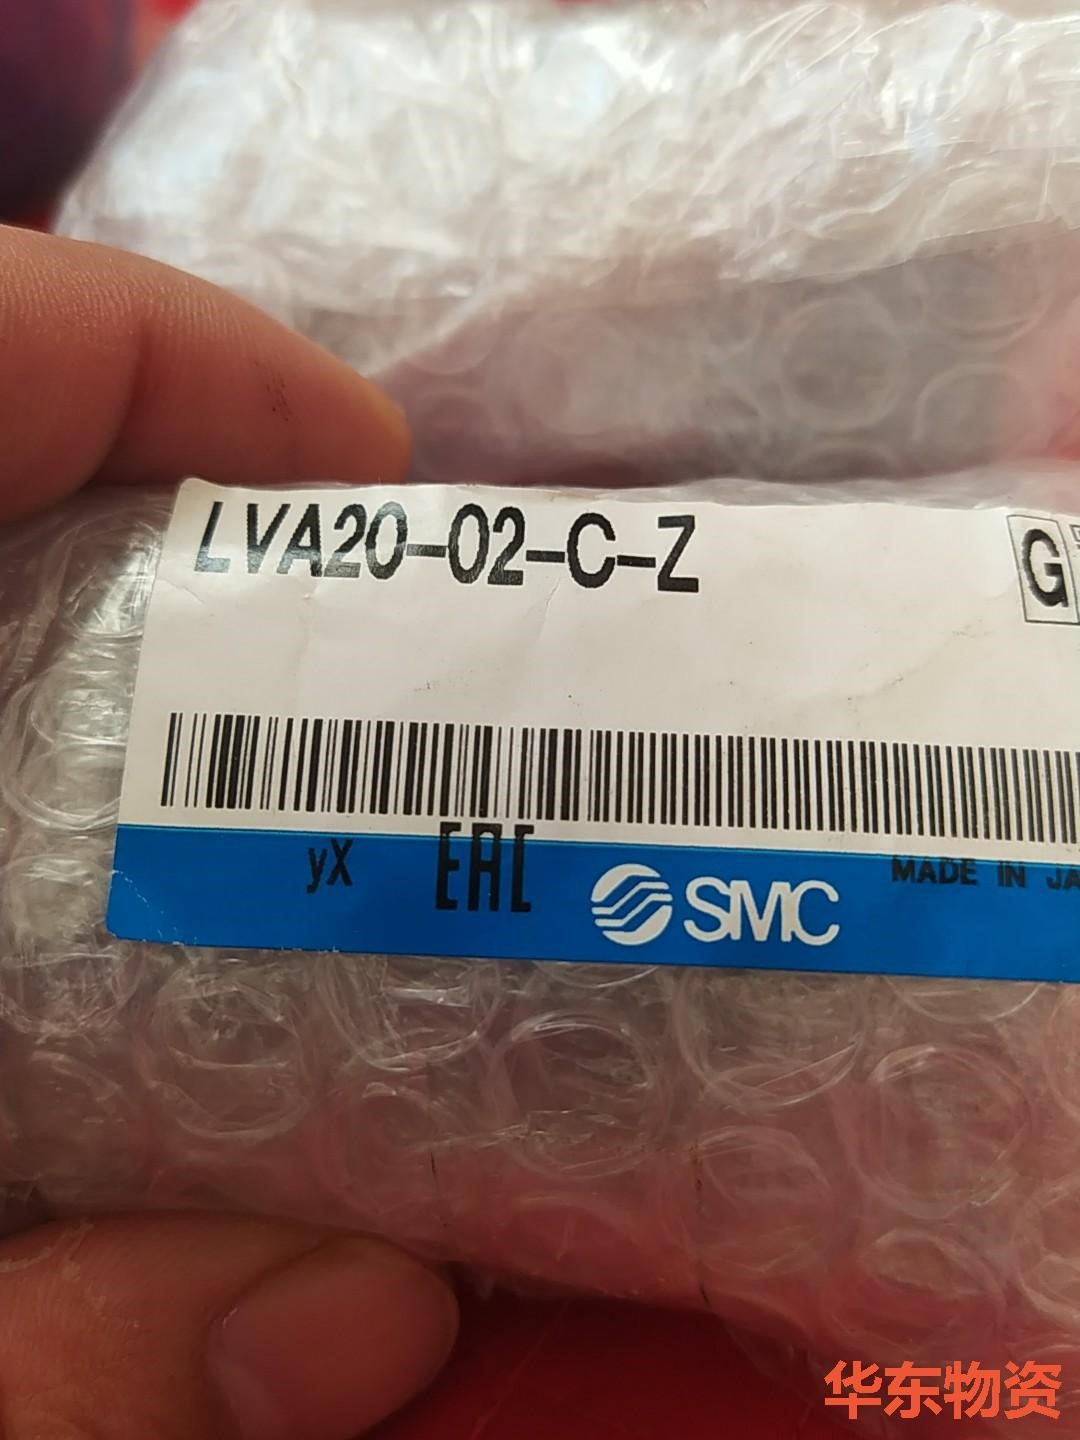 LVA20-02-C-Z
G
yX EAC SMC MADE IN JA
华东物资